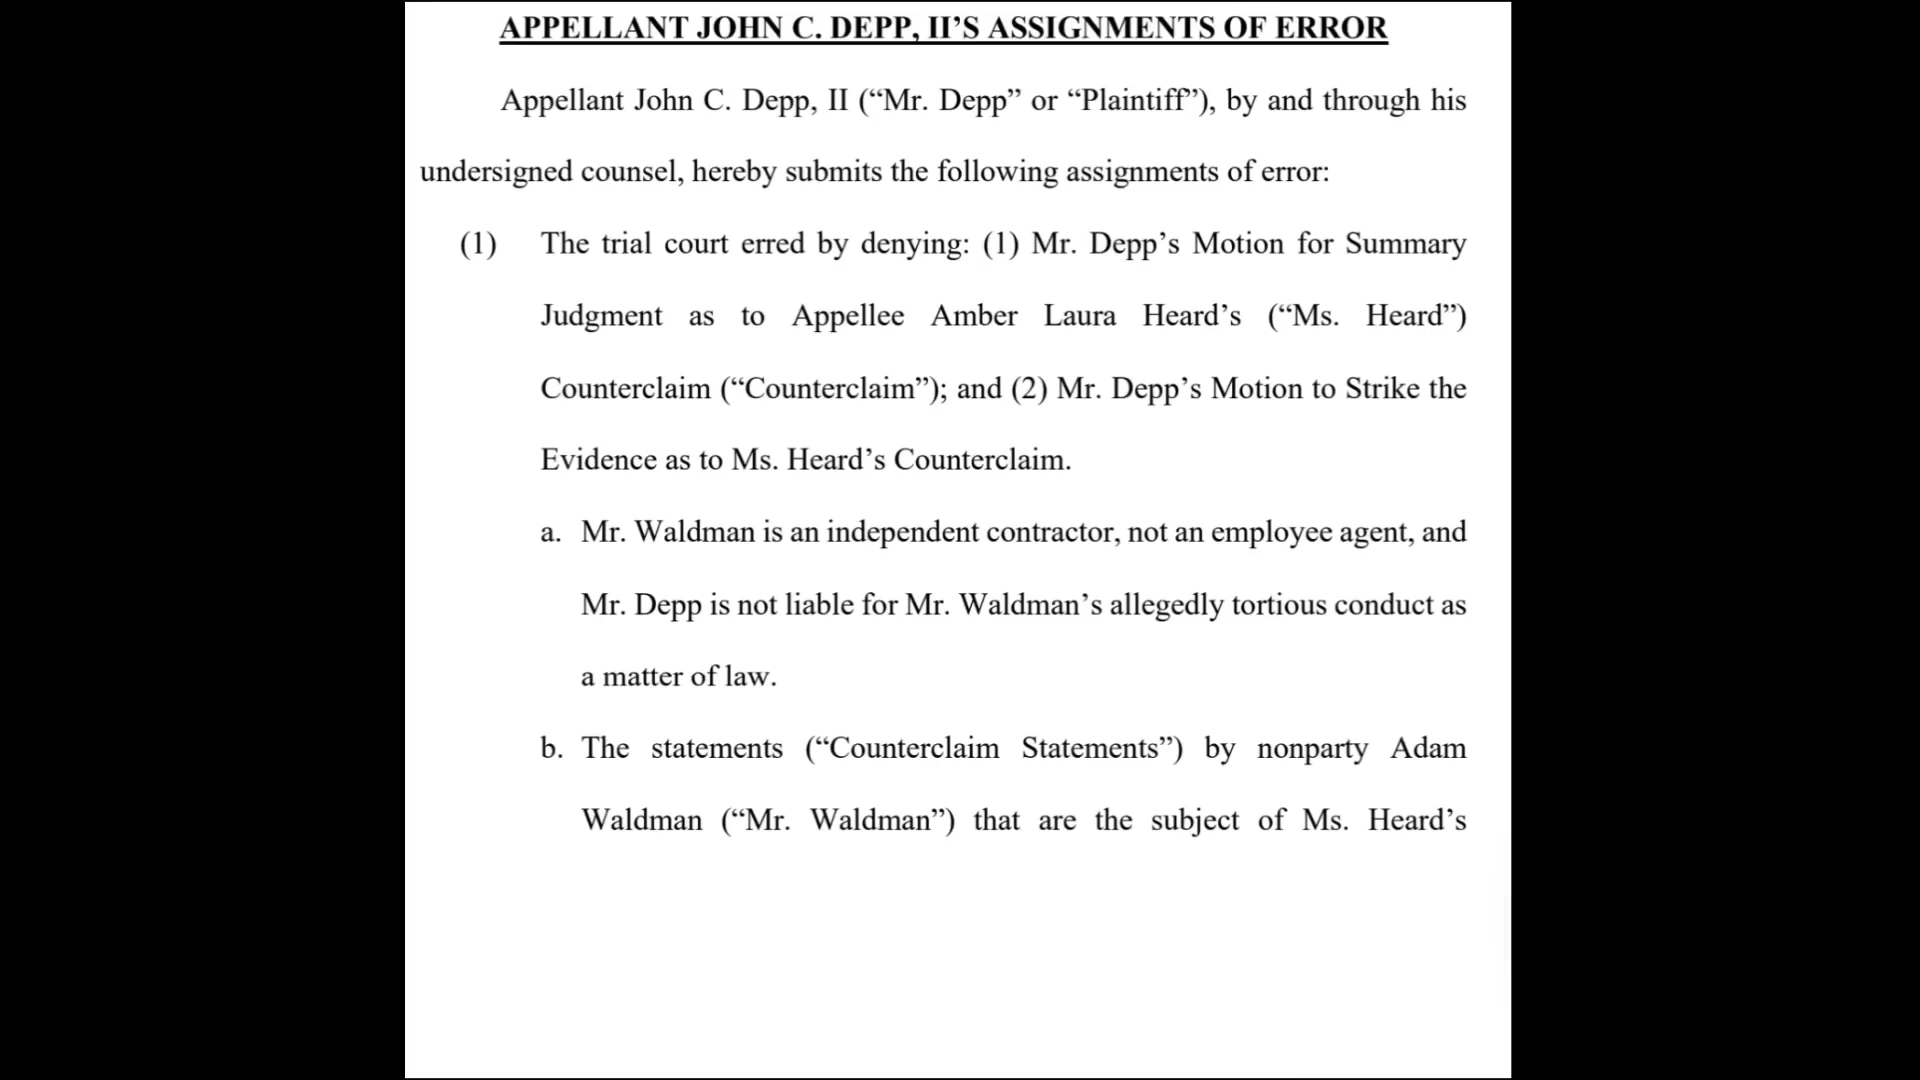 APPELLANT JOHN C. DEPP, II’S ASSIGNMENTS OF ERROR
Appellant John C. Depp, II (“Mr. Depp” or “Plaintiff”), by and through his
undersigned counsel, hereby submits the following assignments of error:
(1) The trial court erred by denying: (1) Mr. Depp’s Motion for Summary
Judgment as to Appellee Amber Laura Heard’s (“Ms. Heard”)
Counterclaim (“Counterclaim”); and (2) Mr. Depp’s Motion to Strike the
Evidence as to Ms. Heard’s Counterclaim.
a. Mr. Waldman is an independent contractor, not an employee agent, and
Mr. Depp is not liable for Mr. Waldman’s allegedly tortious conduct as
a matter of law.
b. The statements (“Counterclaim Statements”) by nonparty Adam
Waldman (“Mr. Waldman”) that are the subject of Ms. Heard’s